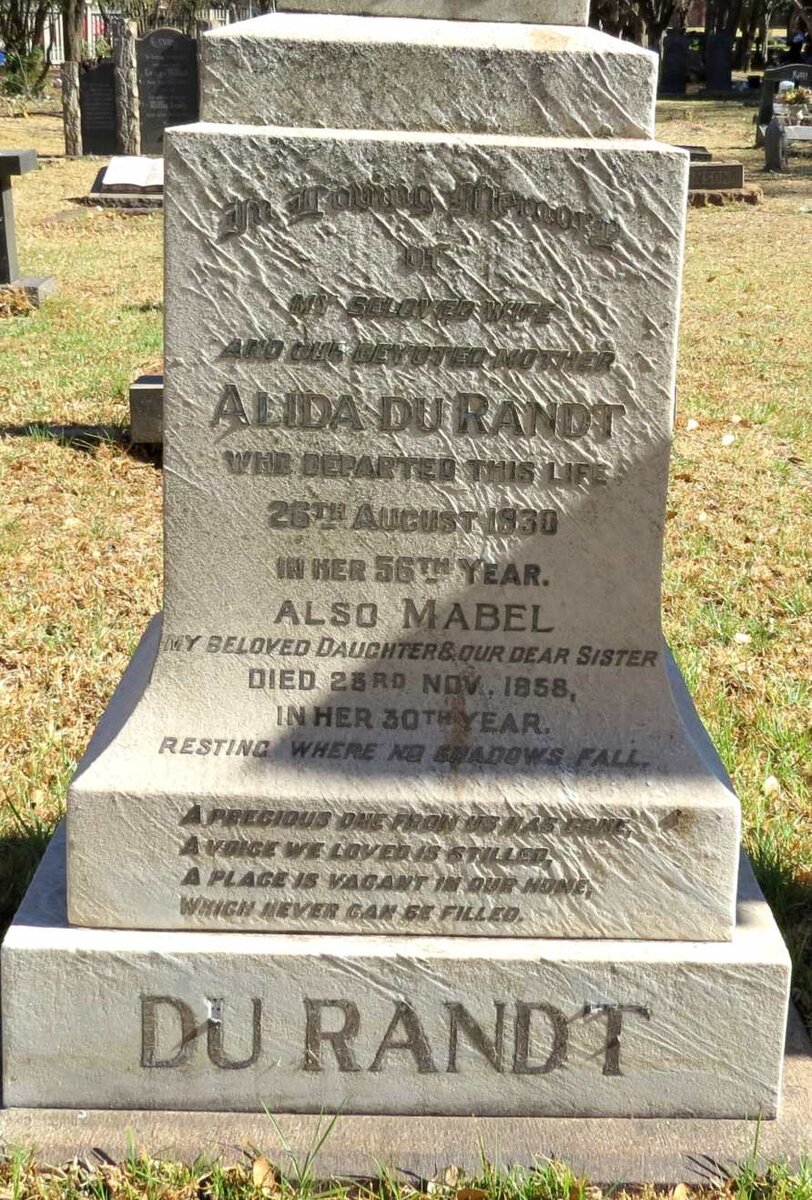 In Loving Memory
of
MY BELOVED WIFE
AND OUR DEVOTED MOTHER
ALIDA DU RANDT
WHO DEPARTED THIS LIFE
26TH AUGUST 1930
IN HER 56TH YEAR.
ALSO MABEL
MY BELOVED DAUGHTER & OUR DEAR SISTER
DIED 23RD NOV. 1938,
IN HER 30TH YEAR.
RESTING WHERE NO SHADOWS FALL.
A PRECIOUS ONE FROM US HAS GONE,
A VOICE WE LOVED IS STILLED,
A PLACE IS VACANT IN OUR HOME,
WHICH NEVER CAN BE FILLED.
DU RANDT